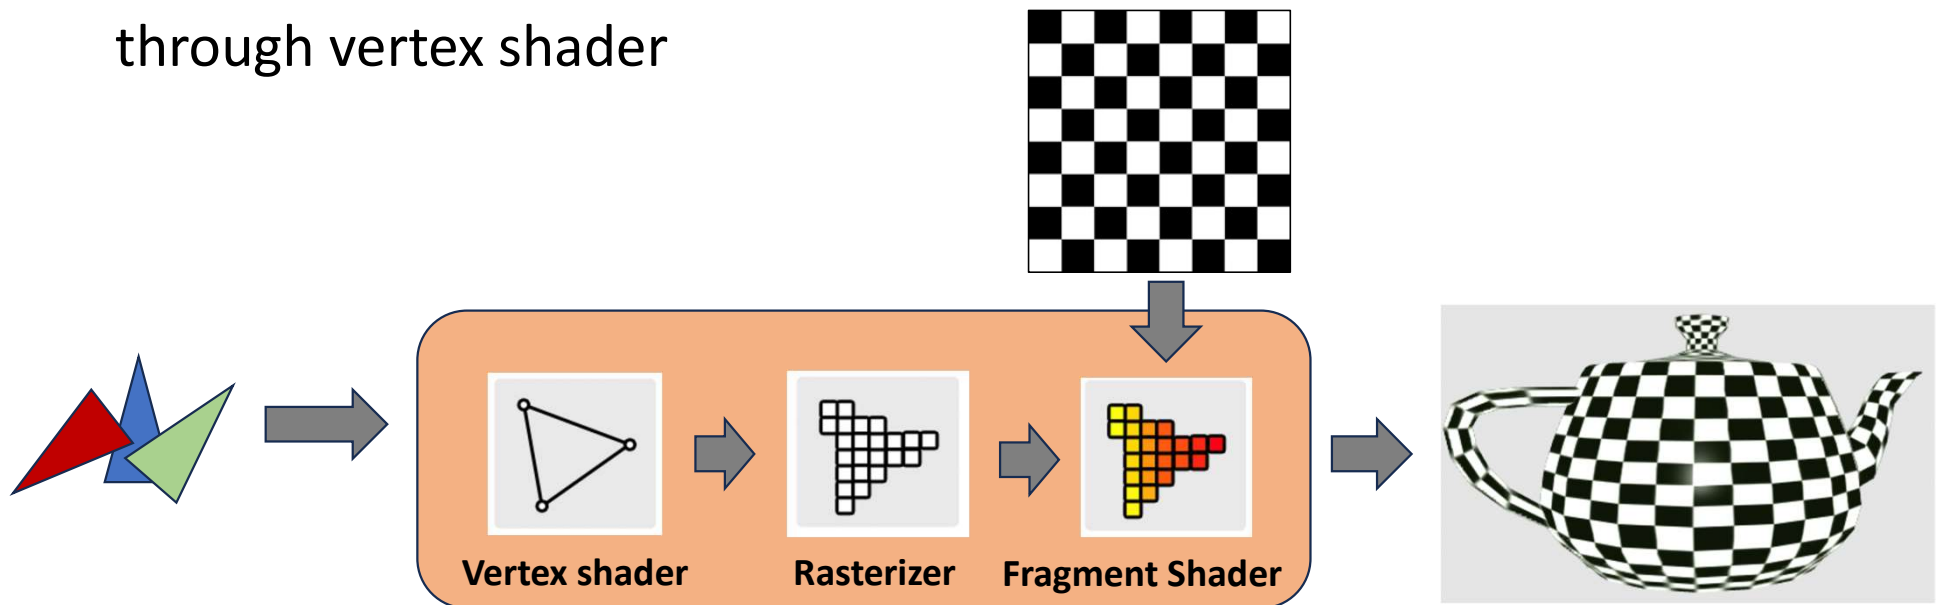 through vertex shader
Vertex shader
Rasterizer
Fragment Shader